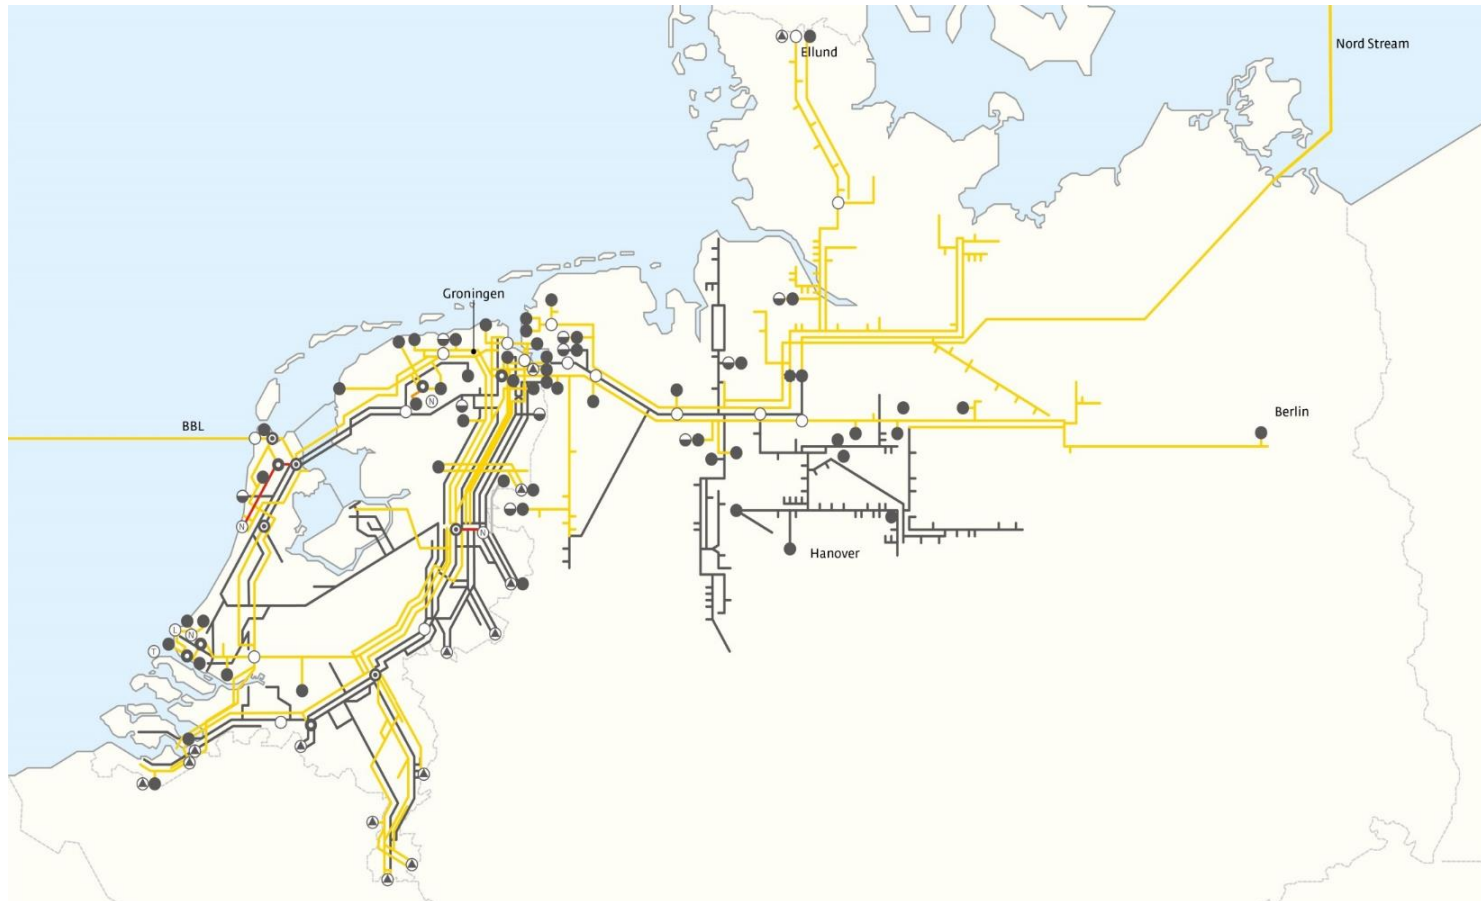 Nord Stream
Ellund
Groningen
BBL
Berlin
N
N
N
Hanover
L
N
T